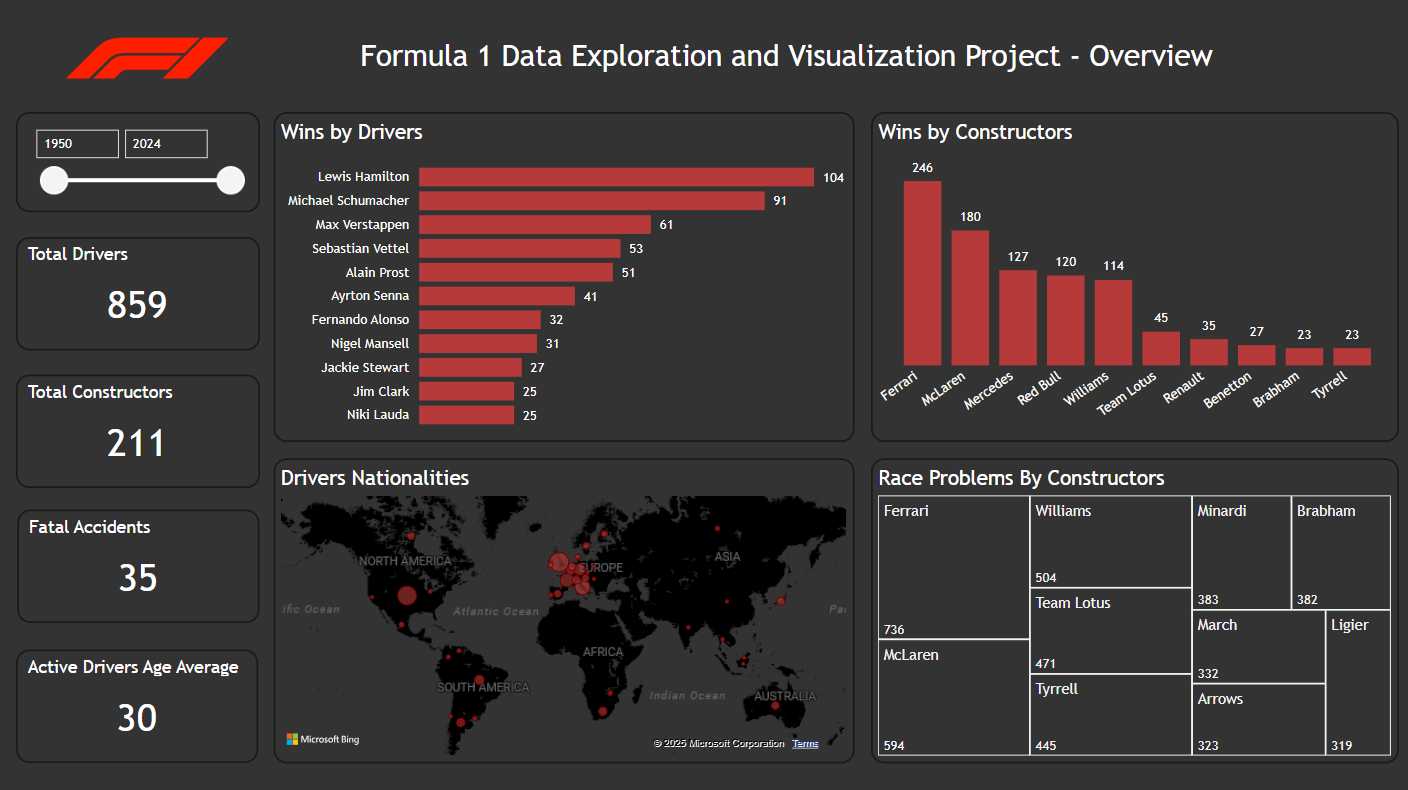 Formula 1 Data Exploration and Visualization Project - Overview
1950
2024
Total Drivers
859
Total Constructors
211
Fatal Accidents
35
Active Drivers Age Average
30
Wins by Drivers
Lewis Hamilton 104
Michael Schumacher 91
Max Verstappen 61
Sebastian Vettel 53
Alain Prost 51
Ayrton Senna 41
Fernando Alonso 32
Nigel Mansell 31
Jackie Stewart 27
Jim Clark 25
Niki Lauda 25
Wins by Constructors
246
180
127
120
114
45
35
27
23
23
Ferrari
McLaren
Mercedes
Red Bull
Williams
Team Lotus
Renault
Benetton
Brabham
Tyrrell
Drivers Nationalities
NORTH AMERICA
EUROPE
ASIA
ific Ocean
Atlantic Ocean
Pa
AFRICA
SOUTH AMERICA
Indian Ocean
AUSTRALIA
Microsoft Bing
© 2025 Microsoft Corporation Terms
Race Problems By Constructors
Ferrari
736
McLaren
594
Williams
504
Team Lotus
471
Tyrrell
445
Minardi
383
Brabham
382
March
332
Arrows
323
Ligier
319